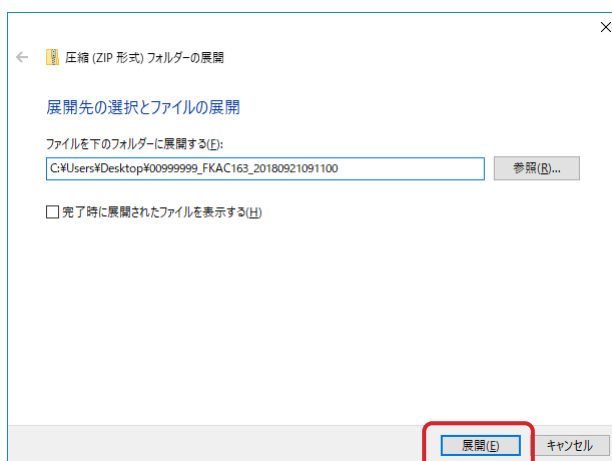 圧縮 (ZIP 形式) フォルダーの展開
展開先の選択とファイルの展開
ファイルを下のフォルダーに展開する(F):
C:¥Users¥Desktop¥00999999_FKAC163_20180921091100
参照(R)...
完了時に展開されたファイルを表示する(H)
展開(E)
キャンセル